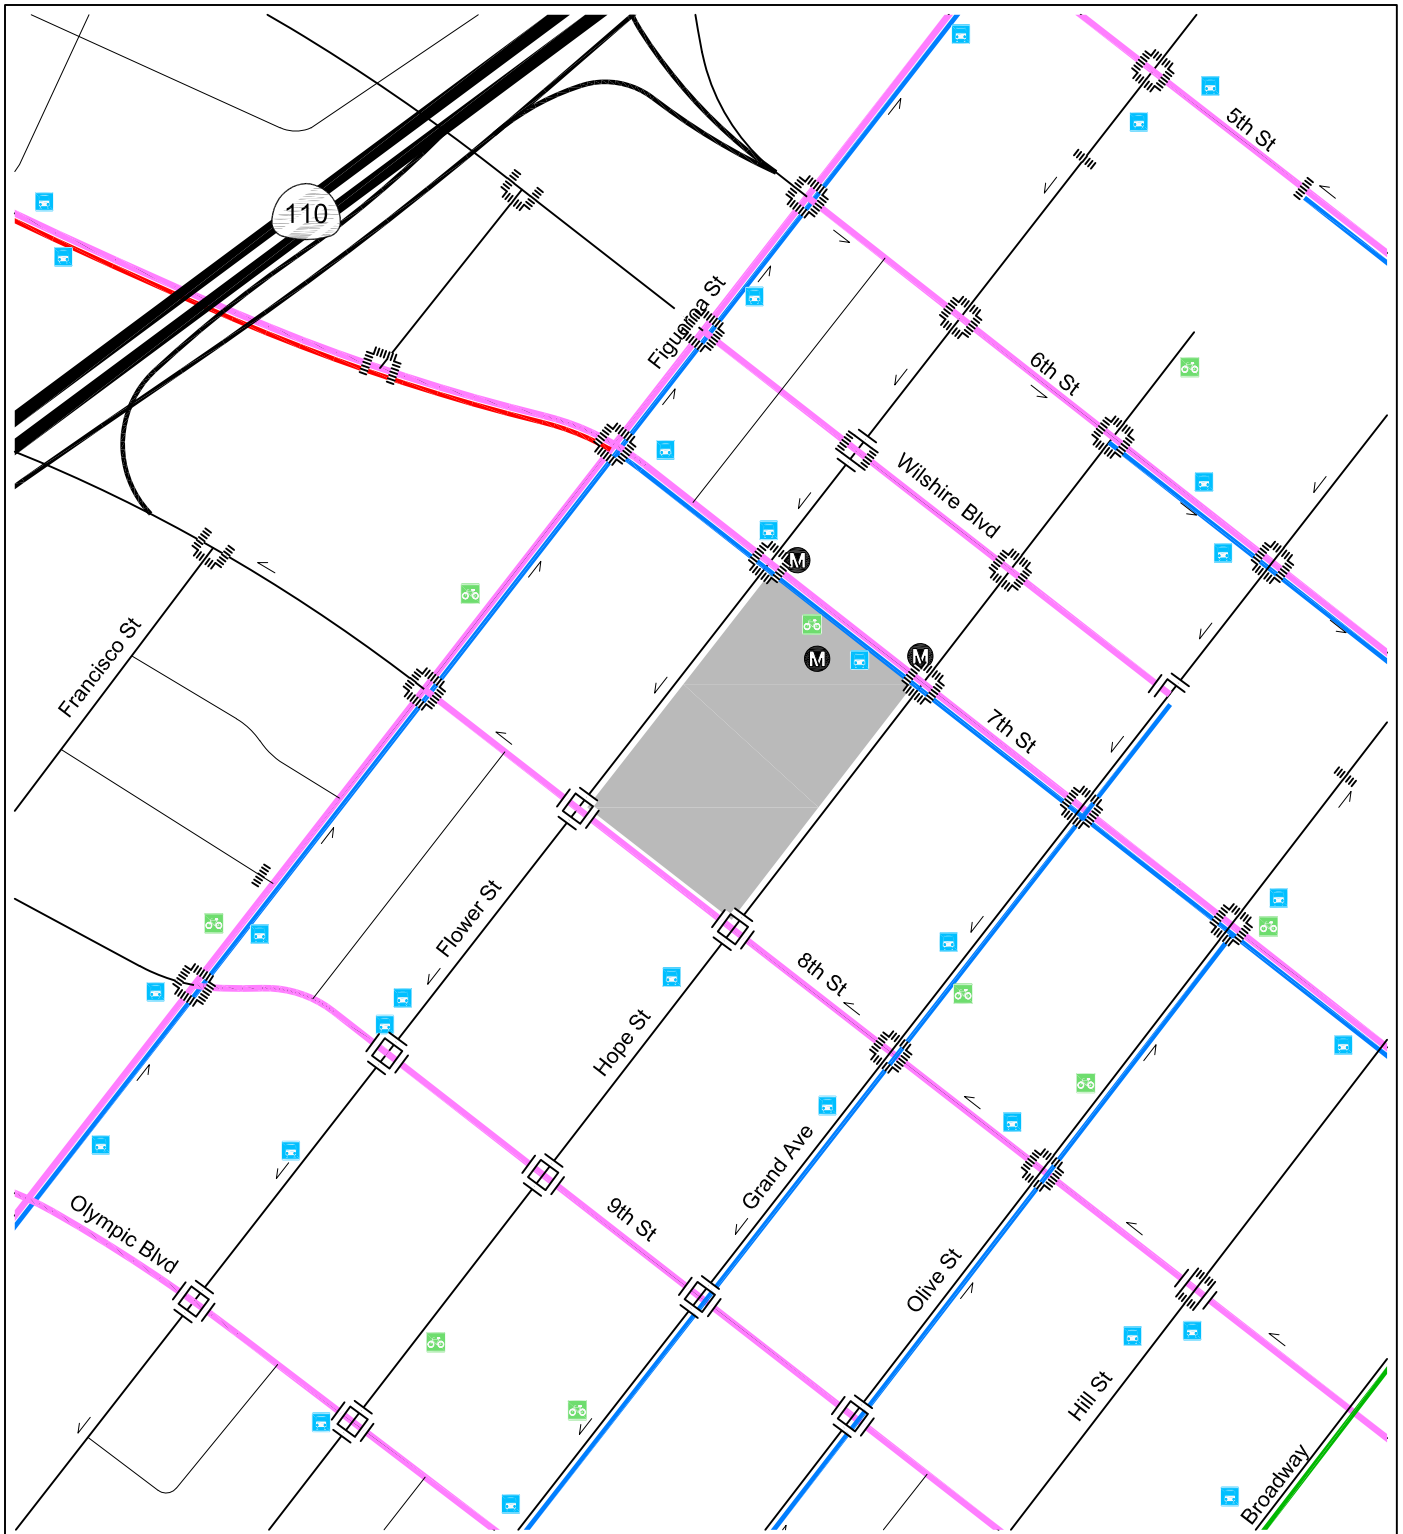 5th St
110
Figueroa St
6th St
Wilshire Blvd
M
Francisco St
M
M
7th St
Flower St
8th St
Hope St
Grand Ave
9th St
Olympic Blvd
Olive St
Hill St
Broadway